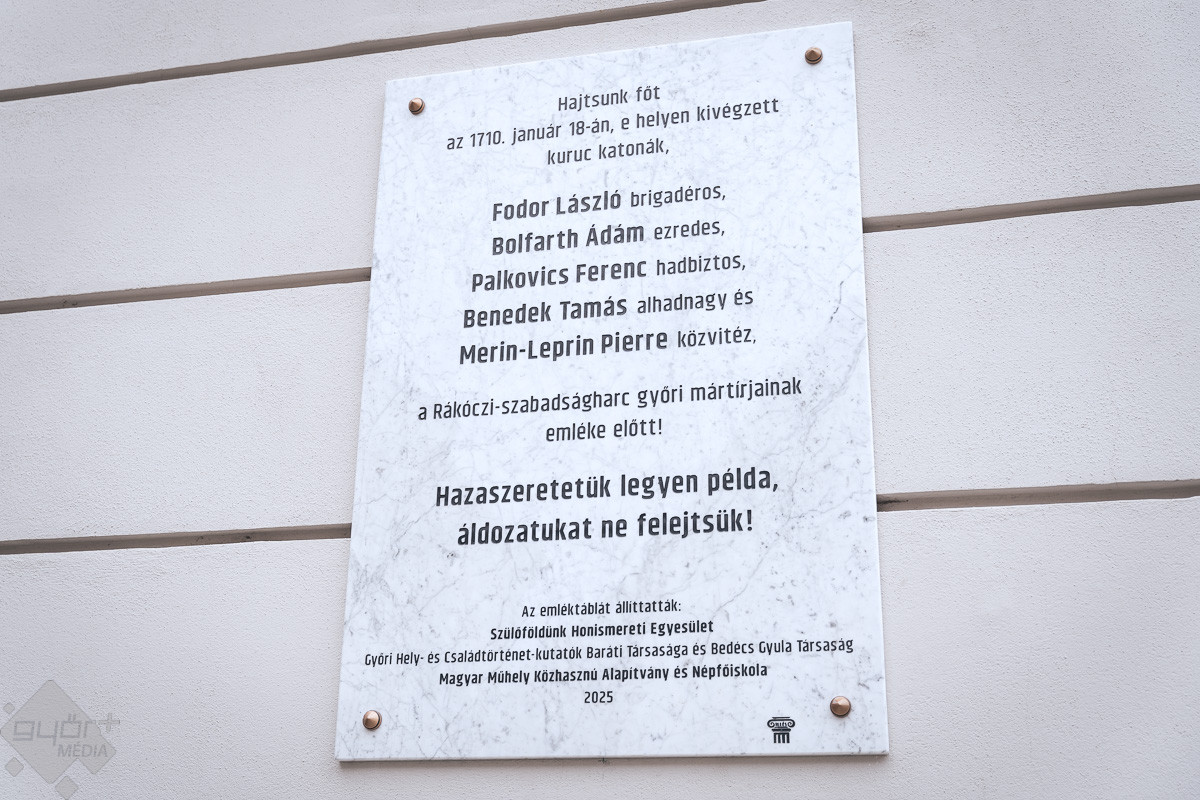 Hajtsunk főt
az 1710. január 18-án, e helyen kivégzett
kuruc katonák,
Fodor László brigadéros,
Bolfarth Ádám ezredes,
Palkovics Ferenc hadbiztos,
Benedek Tamás alhadnagy és
Merin-Leprin Pierre közvitéz,
a Rákóczi-szabadságharc győri mártírjainak
emléke előtt!
Hazaszeretetük legyen példa,
áldozatukat ne felejtsük!
Az emléktáblát állíttatták:
Szülőföldünk Honismereti Egyesület
Győri Hely- és Családtörténet-kutatók Baráti Társasága és Bedécs Gyula Társaság
Magyar Műhely Közhasznú Alapítvány és Népfőiskola
2025
győr+
MÉDIA